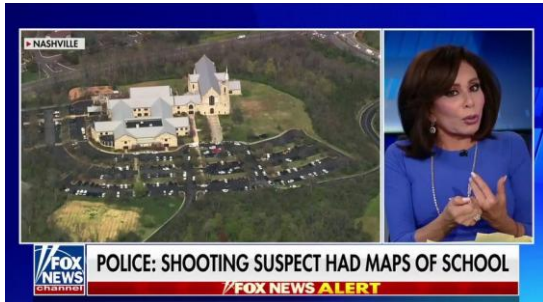 NASHVILLE
POLICE: SHOOTING SUSPECT HAD MAPS OF SCHOOL
FOX
NEWS
channel
FOX NEWS ALERT